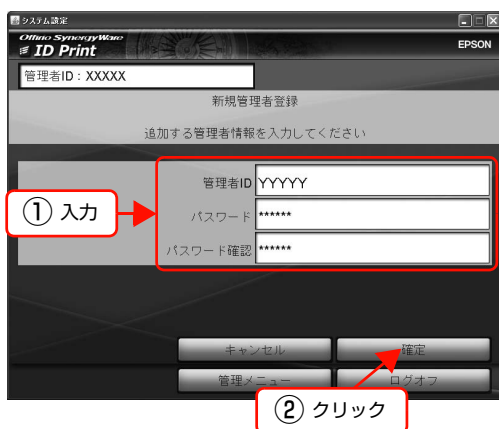 システム設定
Offirio SynergyWare
ID Print
EPSON
管理者ID：XXXXX
新規管理者登録
追加する管理者情報を入力してください
管理者ID YYYYY
① 入力
パスワード ******
パスワード確認 ******
キャンセル 確定
管理メニュー ログオフ
② クリック